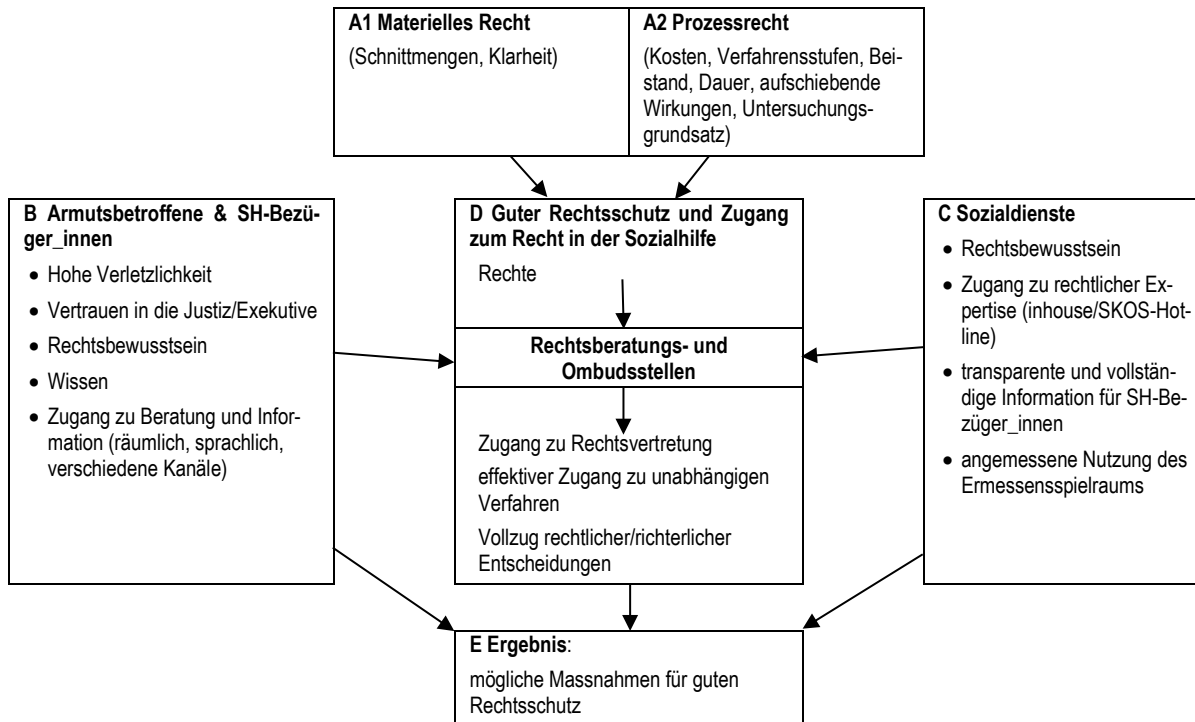 A1 Materielles Recht
(Schnittmengen, Klarheit)
A2 Prozessrecht
(Kosten, Verfahrensstufen, Bei-
stand, Dauer, aufschiebende
Wirkungen, Untersuchungs-
grundsatz)
B Armutsbetroffene & SH-Bezü-
ger_innen
• Hohe Verletzlichkeit
• Vertrauen in die Justiz/Exekutive
• Rechtsbewusstsein
• Wissen
• Zugang zu Beratung und Infor-
mation (räumlich, sprachlich,
verschiedene Kanäle)
D Guter Rechtsschutz und Zugang
zum Recht in der Sozialhilfe
Rechte
Rechtsberatungs- und
Ombudsstellen
Zugang zu Rechtsvertretung
effektiver Zugang zu unabhängigen
Verfahren
Vollzug rechtlicher/richterlicher
Entscheidungen
C Sozialdienste
• Rechtsbewusstsein
• Zugang zu rechtlicher Ex-
pertise (inhouse/SKOS-Hot-
line)
• transparente und vollstän-
dige Information für SH-Be-
züger_innen
• angemessene Nutzung des
Ermessensspielraums
E Ergebnis:
mögliche Massnahmen für guten
Rechtsschutz